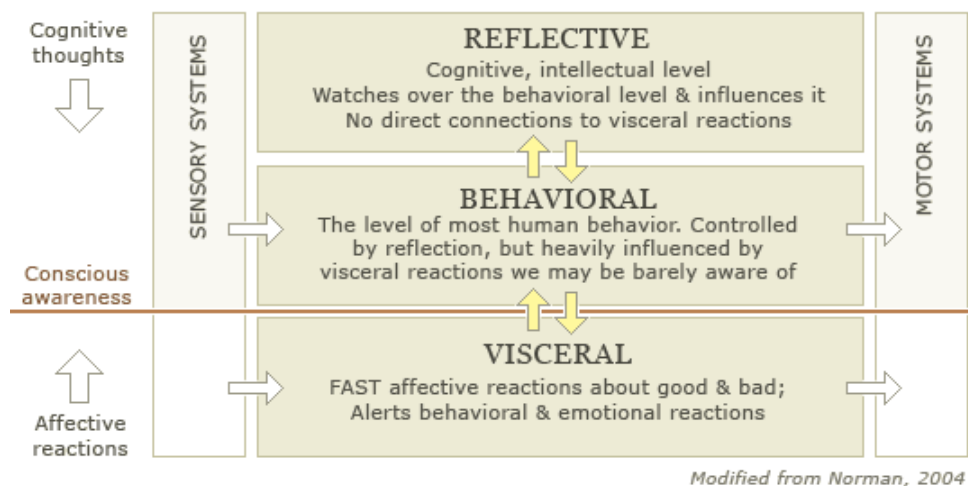 Cognitive
thoughts
SENSORY SYSTEMS
REFLECTIVE
Cognitive, intellectual level
Watches over the behavioral level & influences it
No direct connections to visceral reactions
MOTOR SYSTEMS
BEHAVIORAL
The level of most human behavior. Controlled
by reflection, but heavily influenced by
visceral reactions we may be barely aware of
Conscious
awareness
VISCERAL
FAST affective reactions about good & bad;
Alerts behavioral & emotional reactions
Affective
reactions
Modified from Norman, 2004